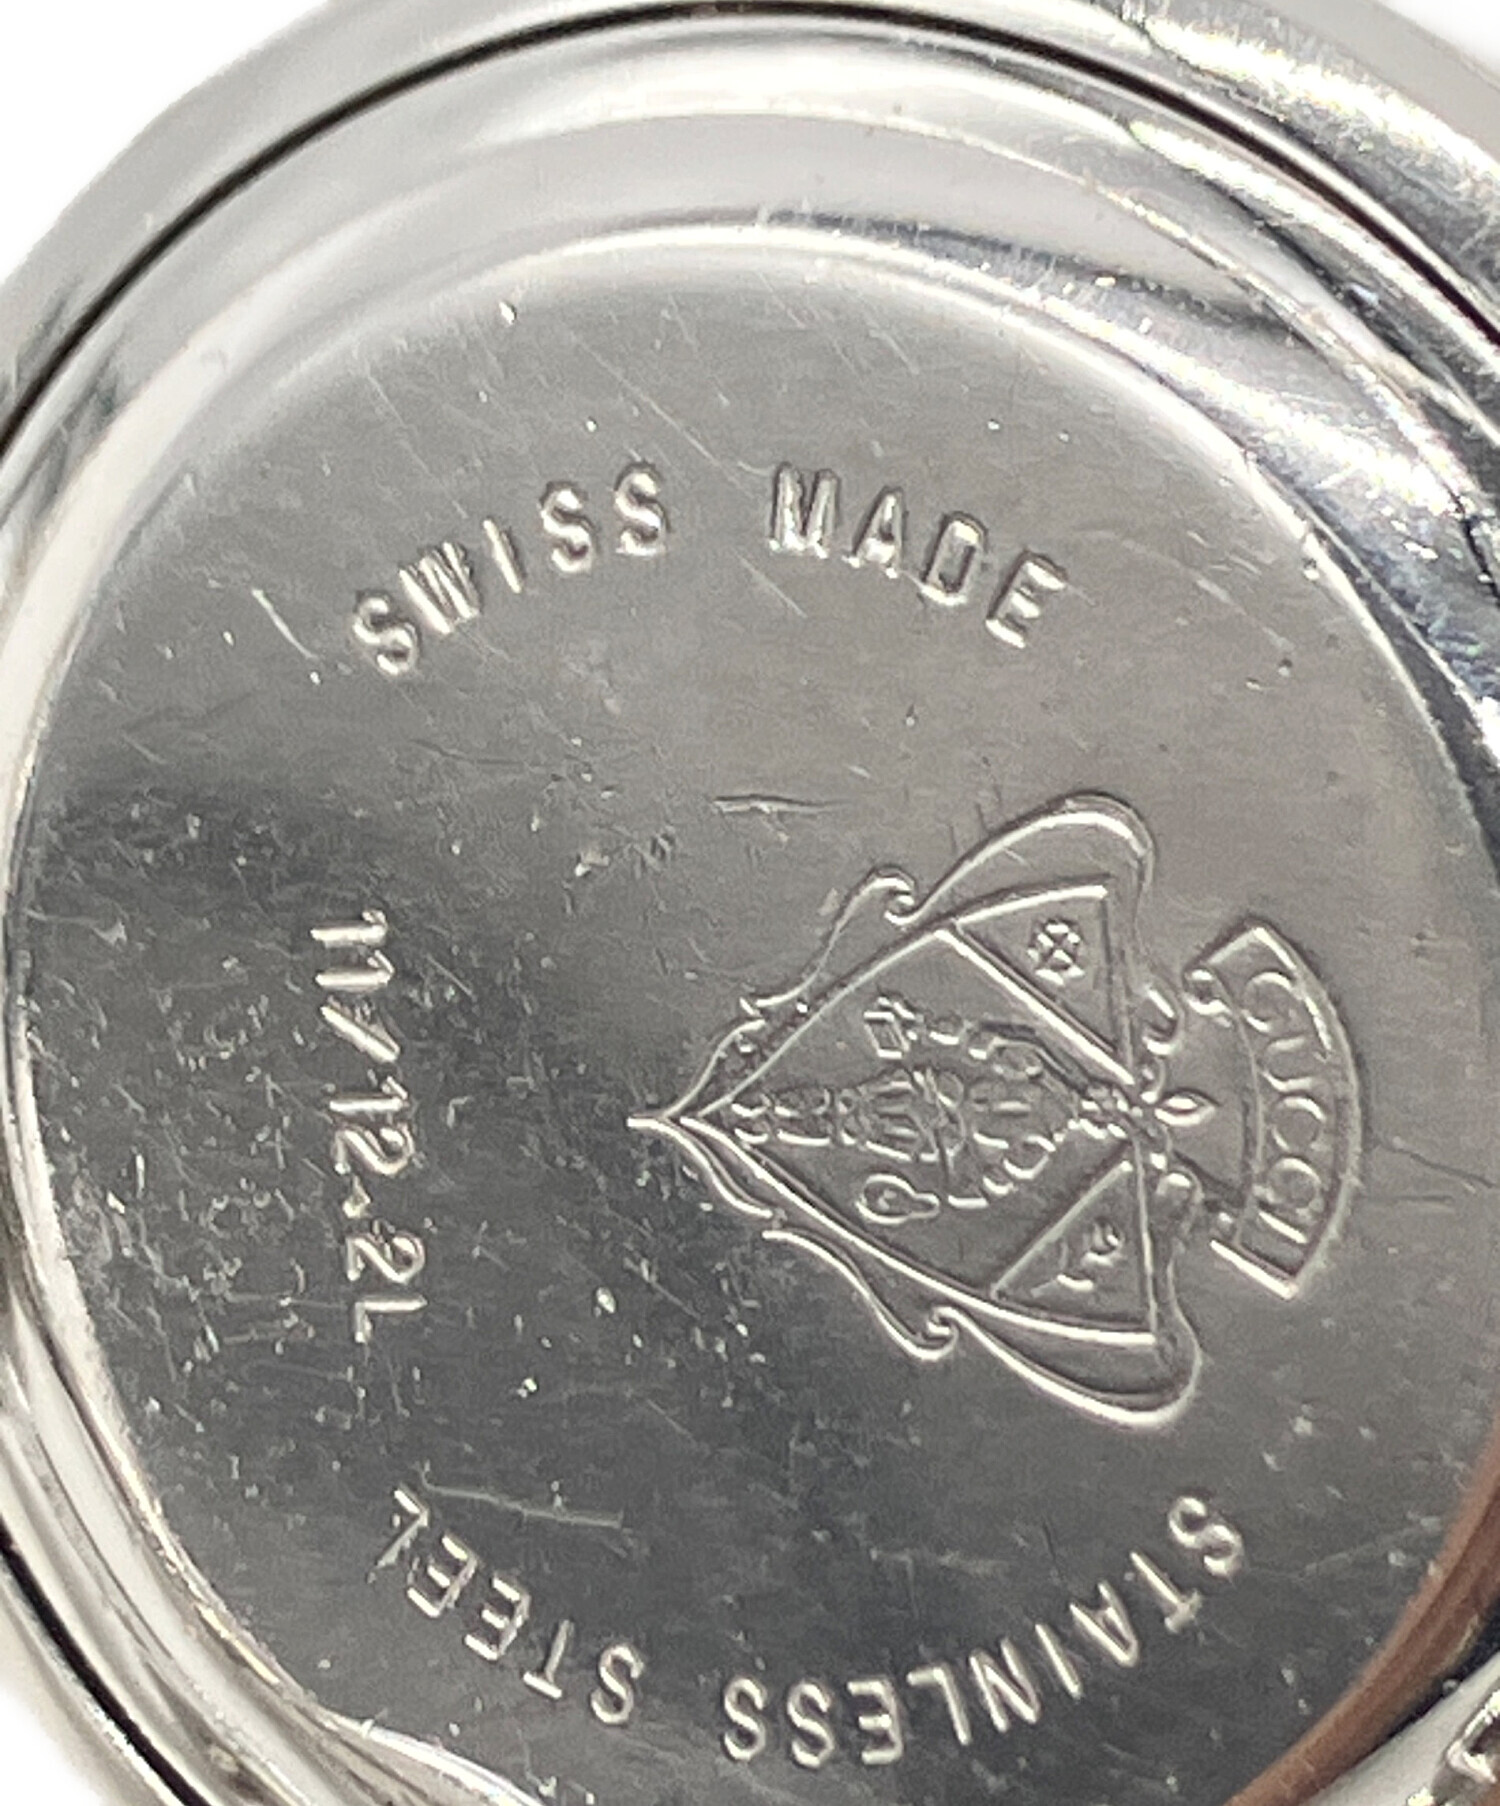 SWISS MADE
GUCCI
11/12.2L
STAINLESS STEEL